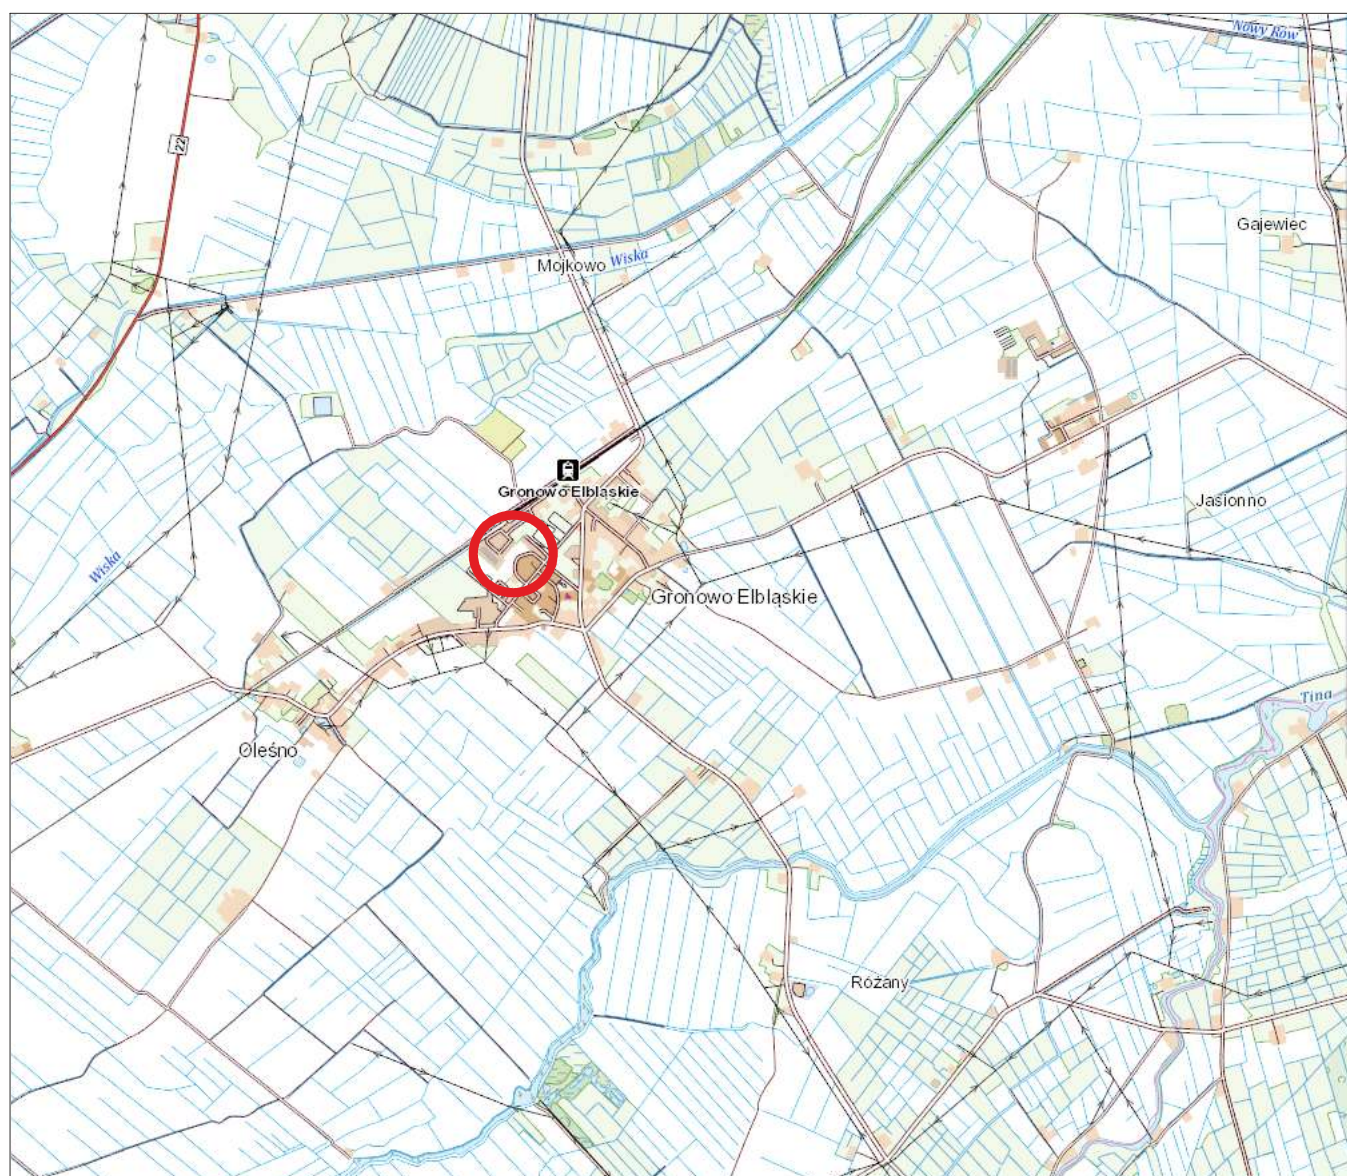 Nowy Rów
22
Gajewiec
Mojkowo
Wiska
Gronowo Elbląskie
Jasionno
Wiska
Gronowo Elbląskie
Tina
Oleśno
Różany